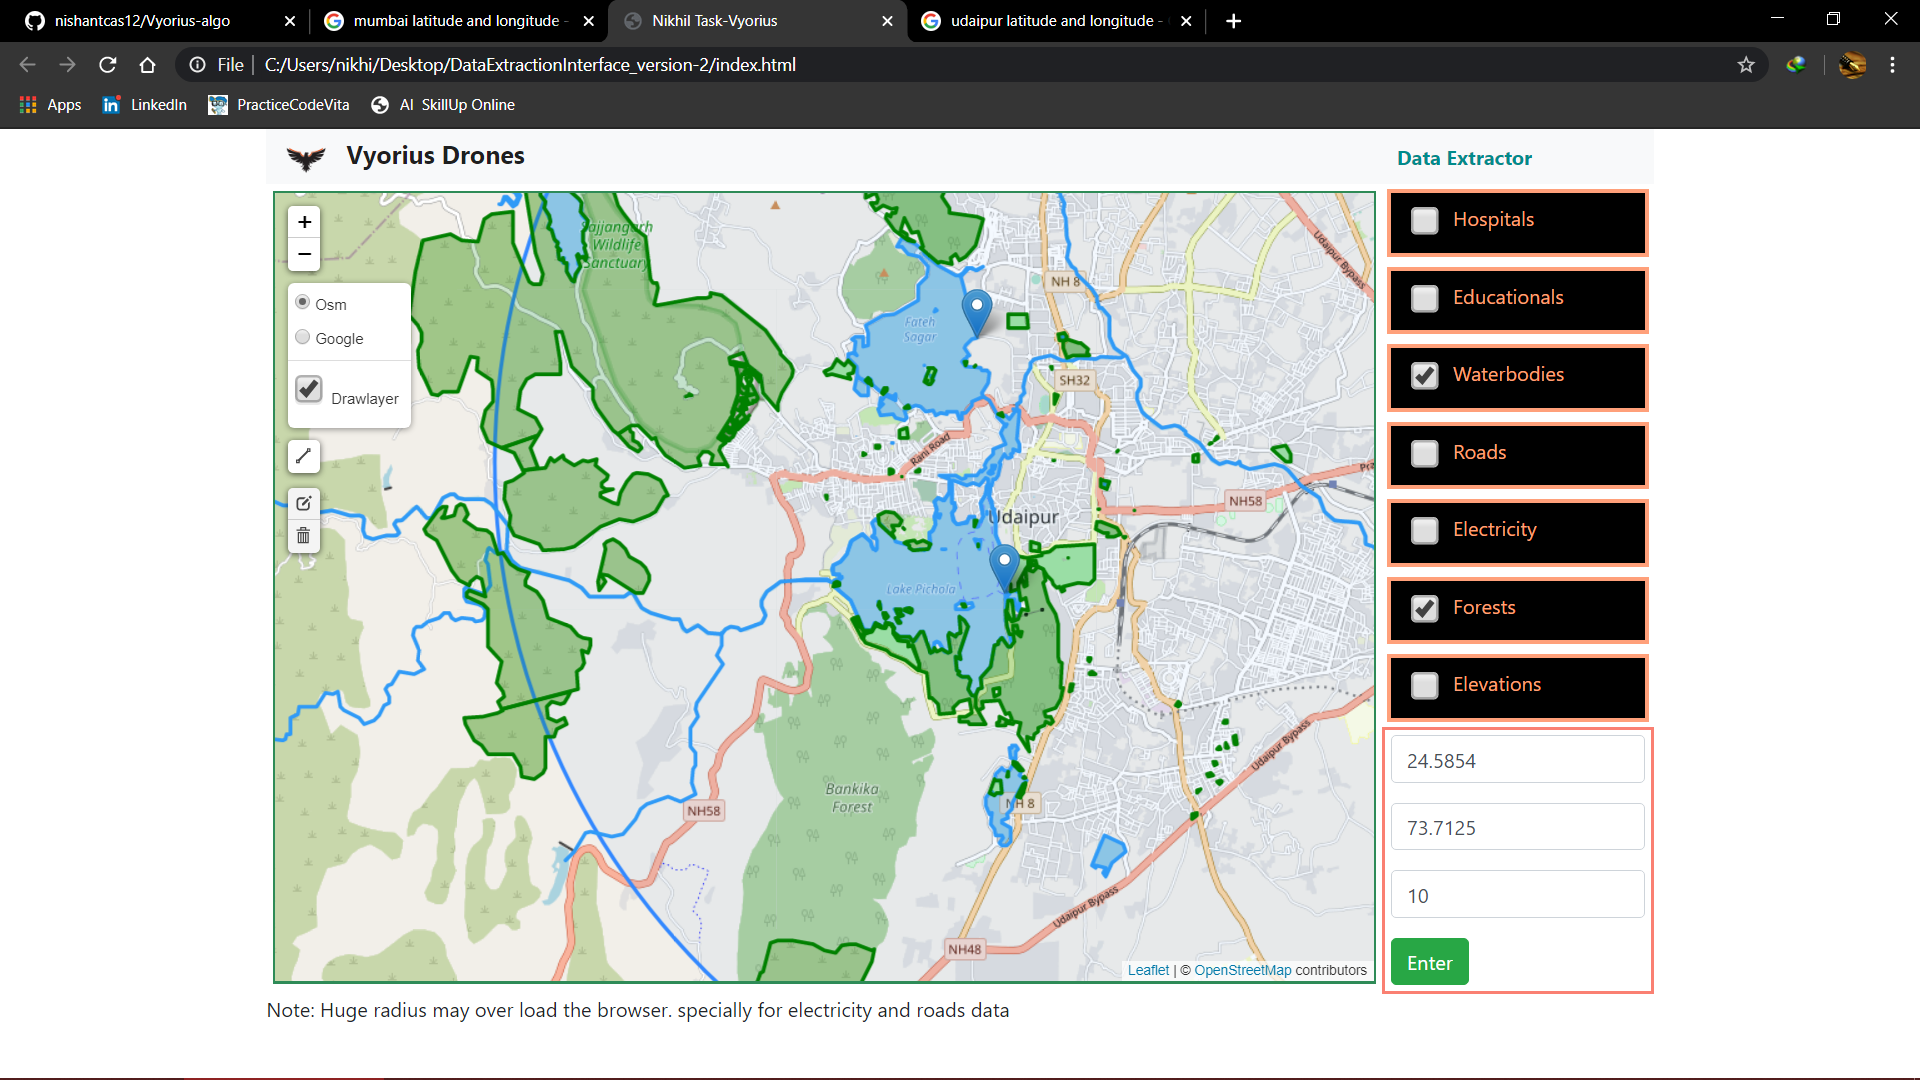 nishantcas12/Vyorius-algo
mumbai latitude and longitude -
Nikhil Task-Vyorius
udaipur latitude and longitude -
File
C:/Users/nikhi/Desktop/DataExtractionInterface_version-2/index.html
Apps
LinkedIn
PracticeCodeVita
AI SkillUp Online
Vyorius Drones
Data Extractor
+
−
Osm
Google
Drawlayer
Sajjangarh
Wildlife
Sanctuary
Fateh
Sagar
NH 8
Udaipur Bypass
SH32
Rani Road
NH58
Udaipur
Lake Pichola
Bankika
Forest
NH58
NH 8
Udaipur Bypass
Udaipur Bypass
NH48
Leaflet | © OpenStreetMap contributors
Hospitals
Educationals
Waterbodies
Roads
Electricity
Forests
Elevations
24.5854
73.7125
10
Enter
Note: Huge radius may over load the browser. specially for electricity and roads data